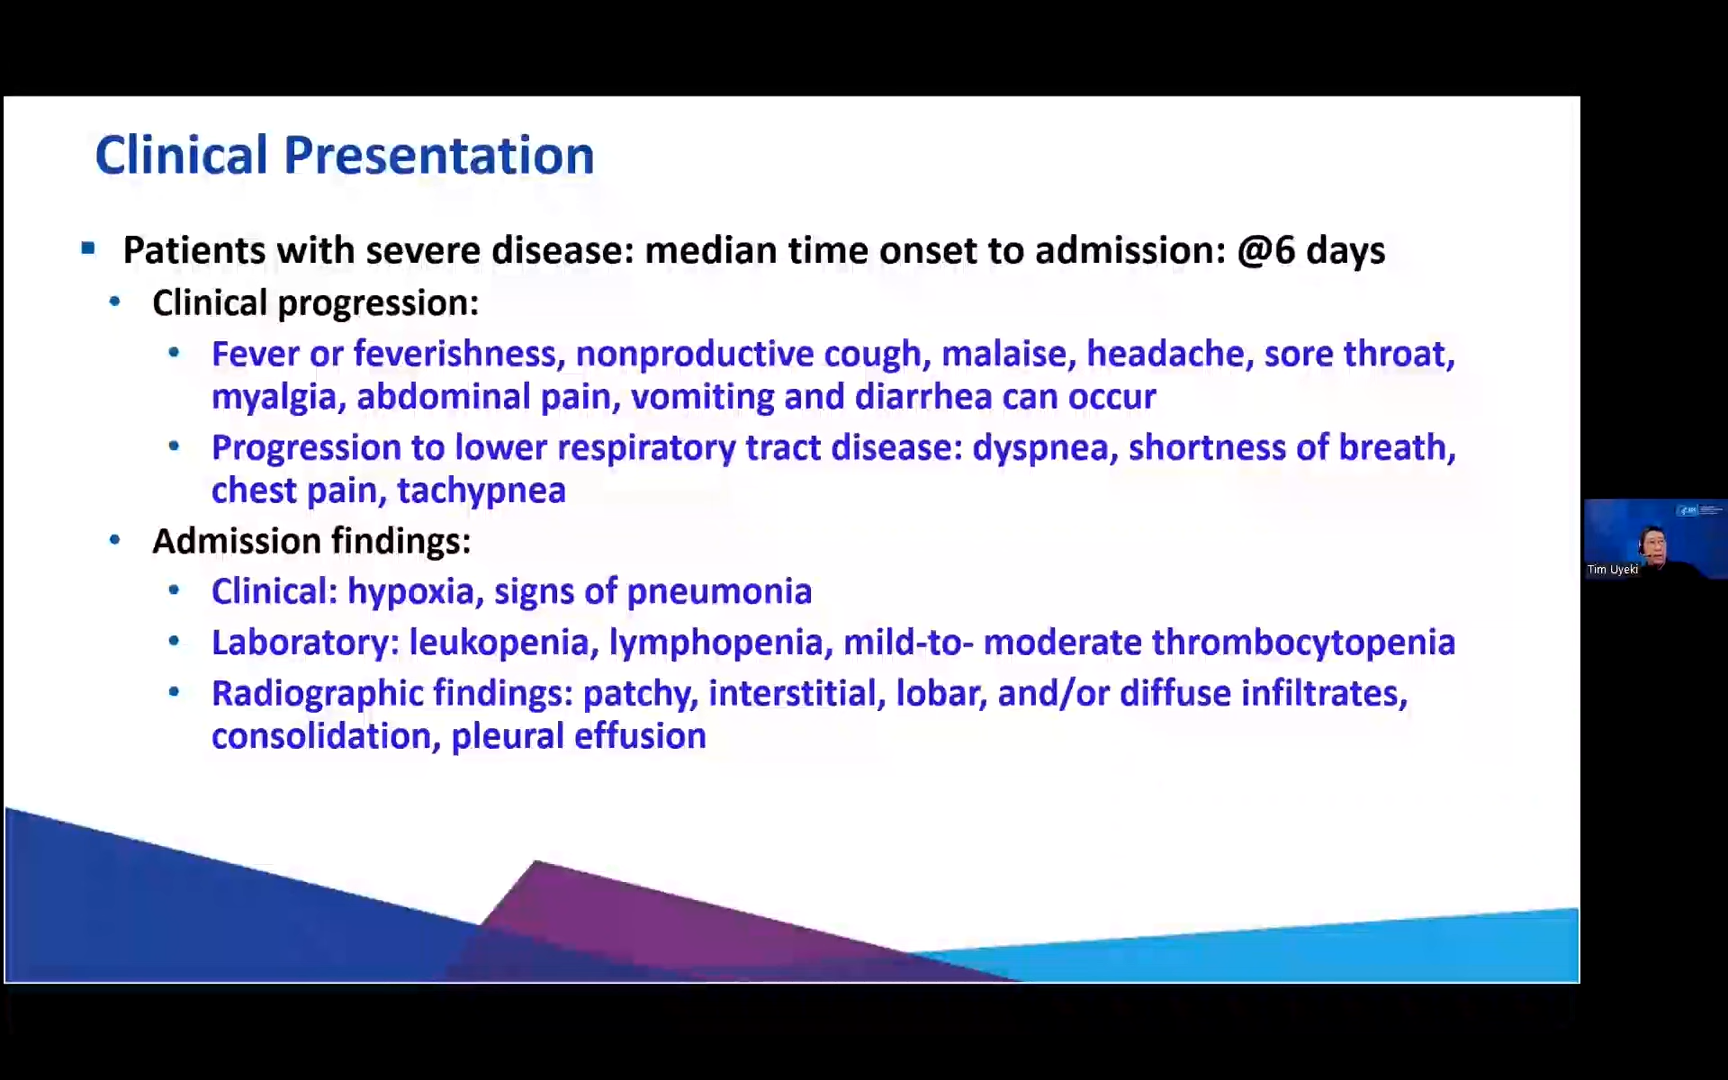 Clinical Presentation
▪ Patients with severe disease: median time onset to admission: @6 days
• Clinical progression:
• Fever or feverishness, nonproductive cough, malaise, headache, sore throat,
myalgia, abdominal pain, vomiting and diarrhea can occur
• Progression to lower respiratory tract disease: dyspnea, shortness of breath,
chest pain, tachypnea
• Admission findings:
• Clinical: hypoxia, signs of pneumonia
• Laboratory: leukopenia, lymphopenia, mild-to- moderate thrombocytopenia
• Radiographic findings: patchy, interstitial, lobar, and/or diffuse infiltrates,
consolidation, pleural effusion
Tim Uyeki